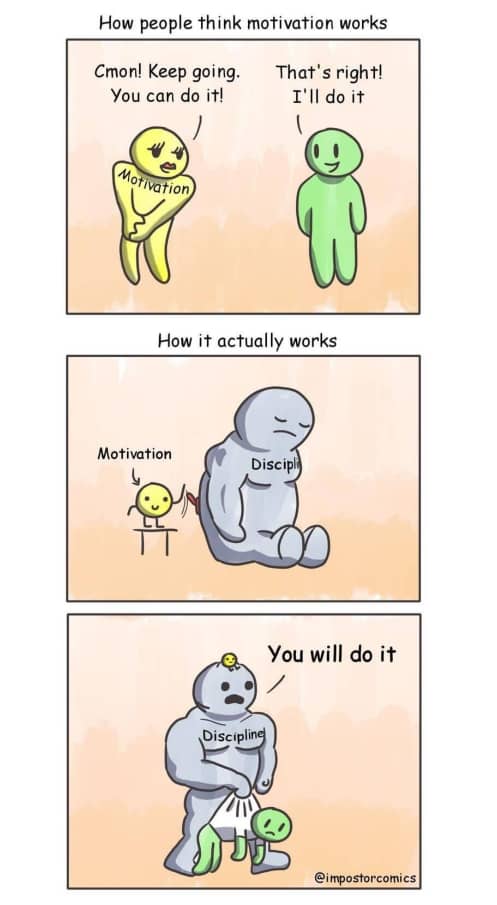 How people think motivation works
Cmon! Keep going.
You can do it!
That's right!
I'll do it
Motivation
How it actually works
Motivation
Discipli
You will do it
Discipline
@impostorcomics